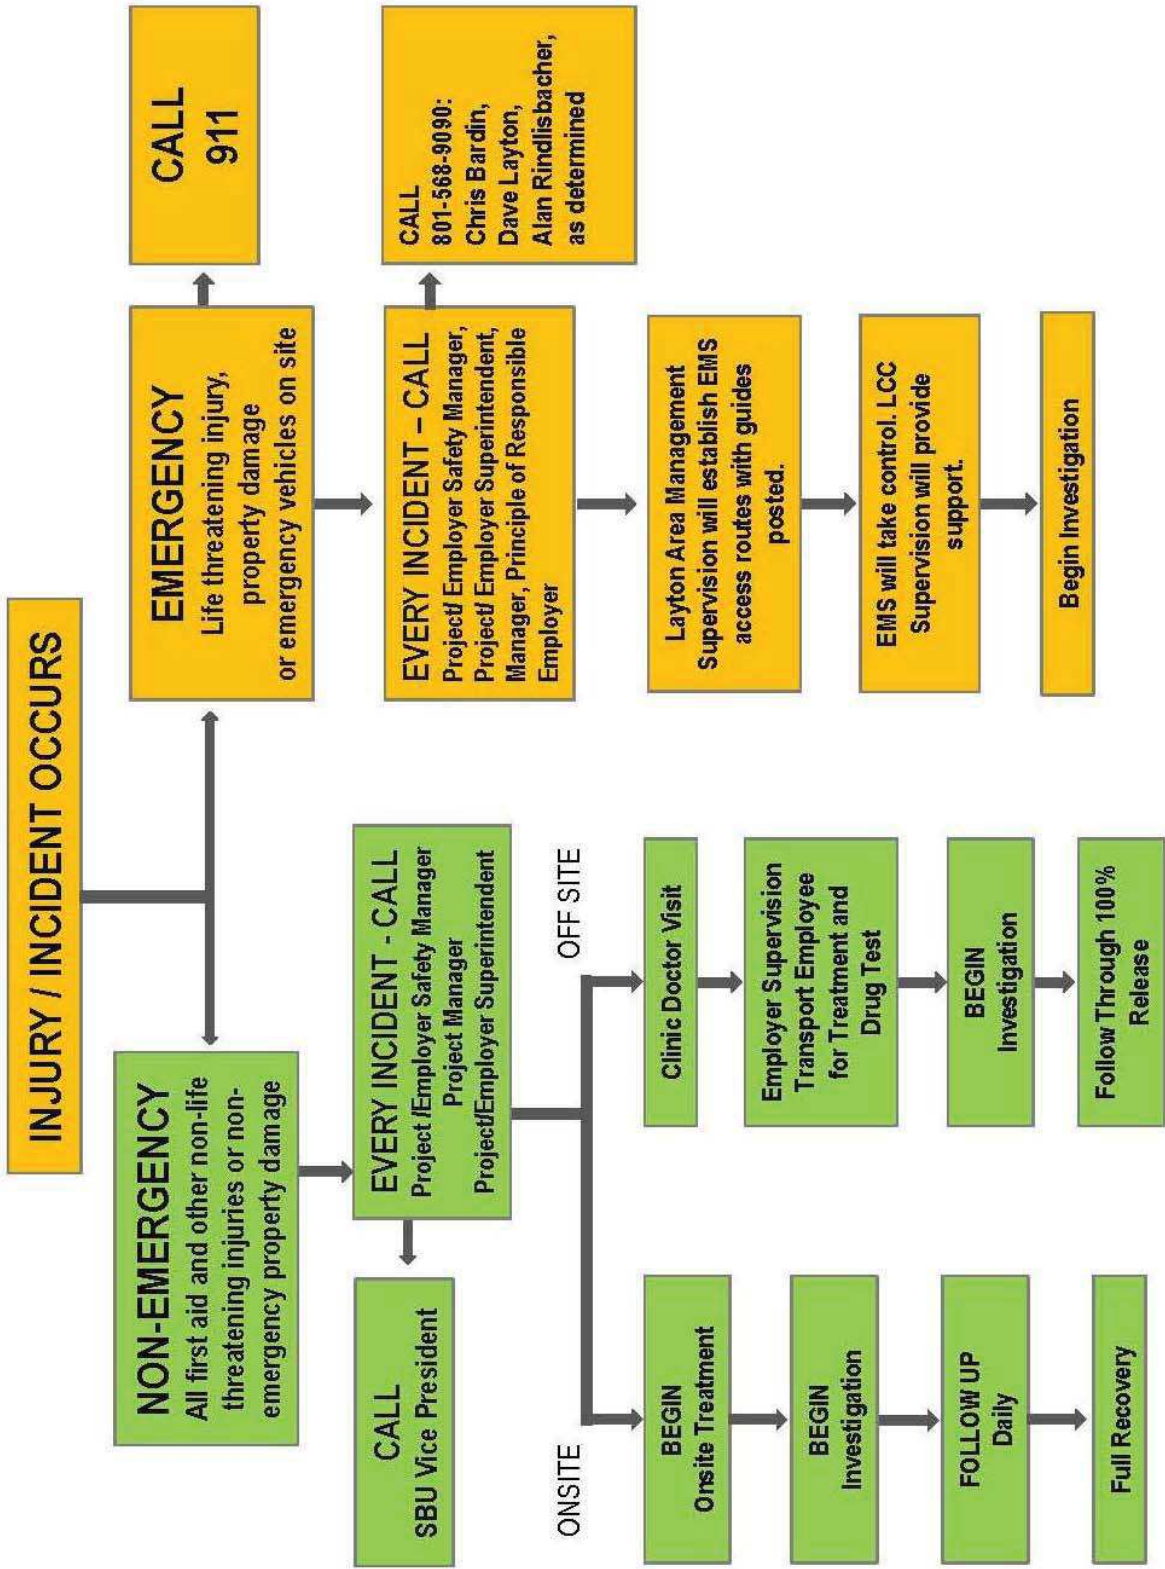 INJURY / INCIDENT OCCURS
NON-EMERGENCY
All first aid and other non-life
threatening injuries or non-
emergency property damage
EVERY INCIDENT - CALL
Project /Employer Safety Manager
Project Manager
Project/Employer Superintendent
CALL
SBU Vice President
ONSITE
BEGIN
Onsite Treatment
BEGIN
Investigation
FOLLOW UP
Daily
Full Recovery
OFF SITE
Clinic Doctor Visit
Employer Supervision
Transport Employee
for Treatment and
Drug Test
BEGIN
Investigation
Follow Through 100%
Release
EMERGENCY
Life threatening injury,
property damage
or emergency vehicles on site
CALL
911
EVERY INCIDENT – CALL
Project/ Employer Safety Manager,
Project/ Employer Superintendent,
Manager, Principle of Responsible
Employer
CALL
801-568-9090:
Chris Bardin,
Dave Layton,
Alan Rindlisbacher,
as determined
Layton Area Management
Supervision will establish EMS
access routes with guides
posted.
EMS will take control. LCC
Supervision will provide
support.
Begin Investigation